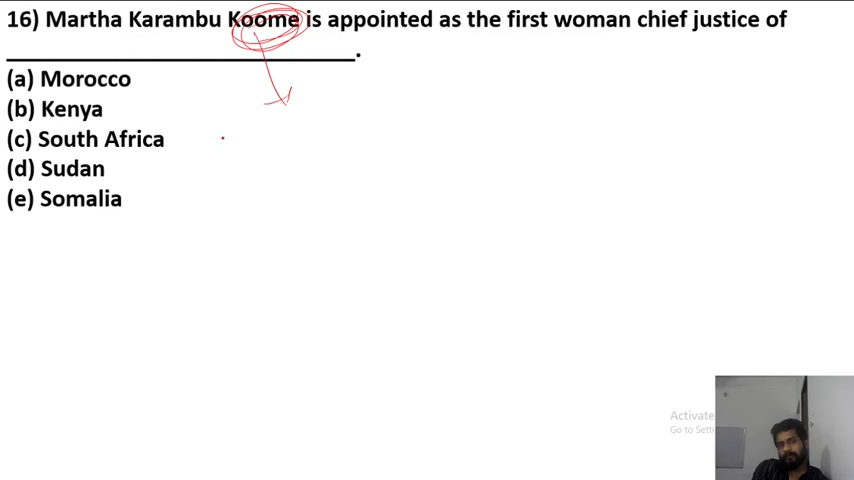 16) Martha Karambu Koome is appointed as the first woman chief justice of
______________________________.
(a) Morocco
(b) Kenya
(c) South Africa
(d) Sudan
(e) Somalia
Activate
Go to Setti